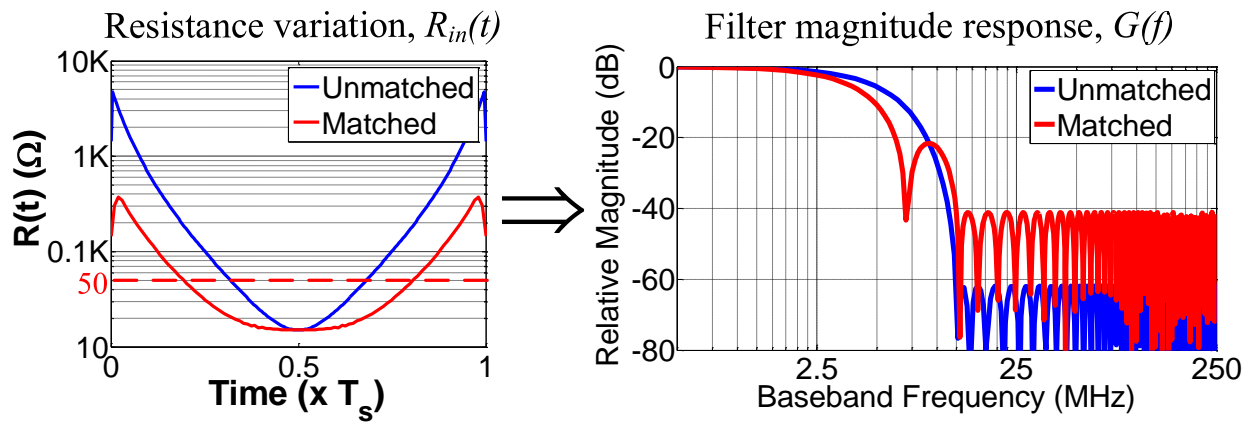 Resistance variation, R_in(t)
10K
1K
0.1K
50
10
R(t) (Ω)
Unmatched
Matched
0
0.5
1
Time (x T_s)
Filter magnitude response, G(f)
0
-20
-40
-60
-80
Relative Magnitude (dB)
Unmatched
Matched
2.5
25
250
Baseband Frequency (MHz)